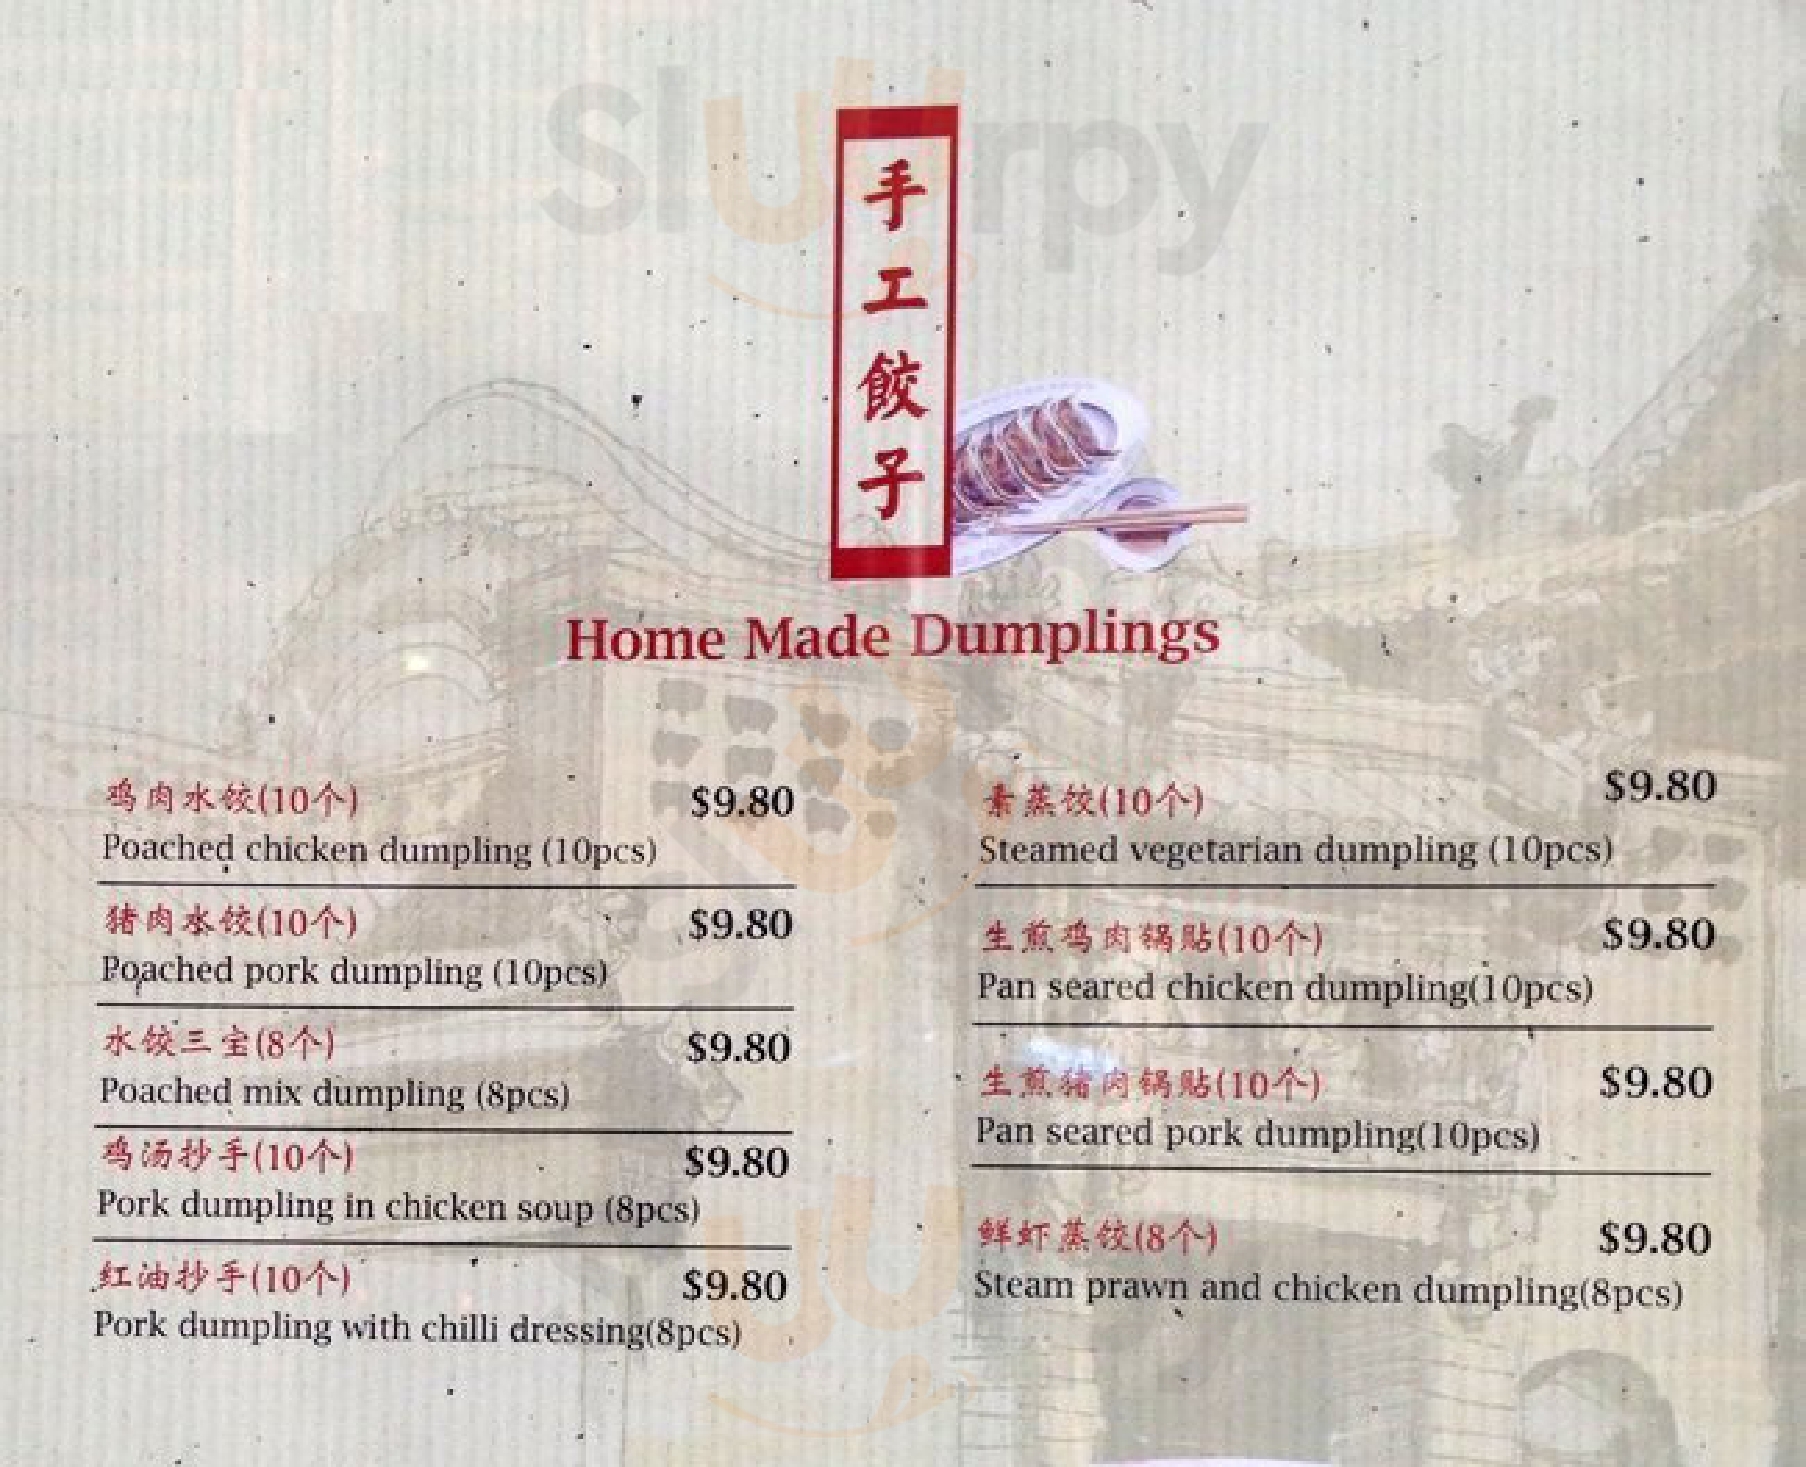 Sluurpy
手工餃子
Home Made Dumplings
鸡肉水饺(10个) $9.80
Poached chicken dumpling (10pcs)
猪肉水饺(10个) $9.80
Poached pork dumpling (10pcs)
水饺三宝(8个) $9.80
Poached mix dumpling (8pcs)
鸡汤抄手(10个) $9.80
Pork dumpling in chicken soup (8pcs)
红油抄手(10个) $9.80
Pork dumpling with chilli dressing(8pcs)
素蒸饺(10个) $9.80
Steamed vegetarian dumpling (10pcs)
生煎鸡肉锅贴(10个) $9.80
Pan seared chicken dumpling(10pcs)
生煎猪肉锅贴(10个) $9.80
Pan seared pork dumpling(10pcs)
鲜虾蒸饺(8个) $9.80
Steam prawn and chicken dumpling(8pcs)